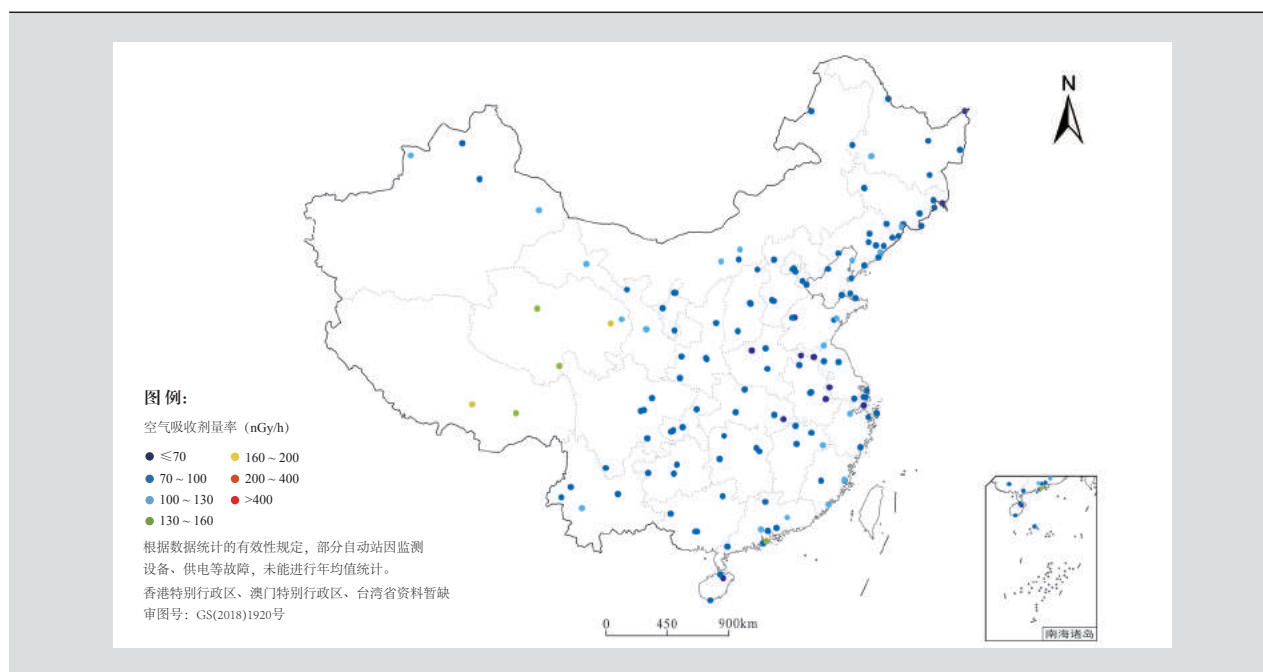 N
图 例:
空气吸收剂量率 (nGy/h)
≤70
160 ~ 200
70 ~ 100
200 ~ 400
100 ~ 130
>400
130 ~ 160
根据数据统计的有效性规定，部分自动站因监测
设备、供电等故障，未能进行年均值统计。
香港特别行政区、澳门特别行政区、台湾省资料暂缺
审图号：GS(2018)1920号
0 450 900km
南海诸岛